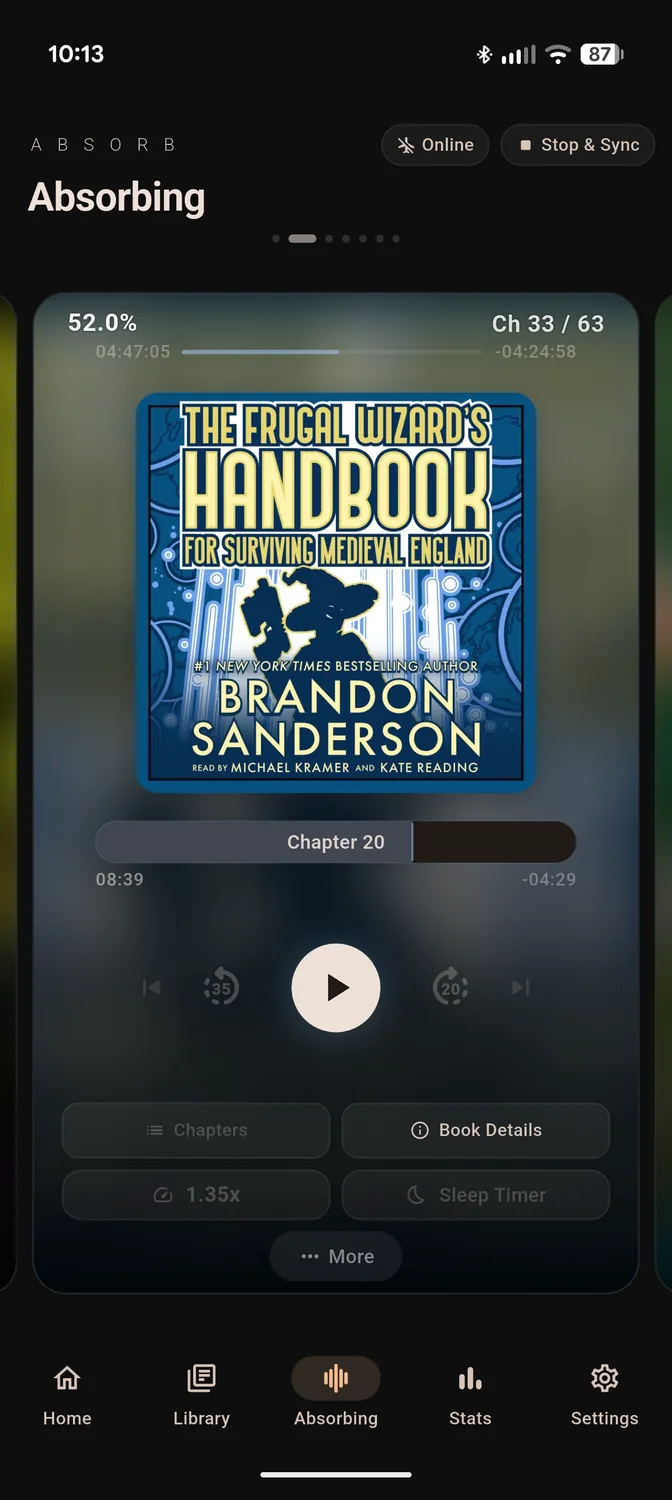 10:13
87
ABSORB
Online
Stop & Sync
Absorbing
52.0%
Ch 33 / 63
04:47:05
-04:24:58
THE FRUGAL WIZARD'S
HANDBOOK
FOR SURVIVING MEDIEVAL ENGLAND
#1 NEW YORK TIMES BESTSELLING AUTHOR
BRANDON
SANDERSON
READ BY MICHAEL KRAMER AND KATE READING
Chapter 20
08:39
-04:29
35
20
Chapters
Book Details
1.35x
Sleep Timer
More
Home
Library
Absorbing
Stats
Settings